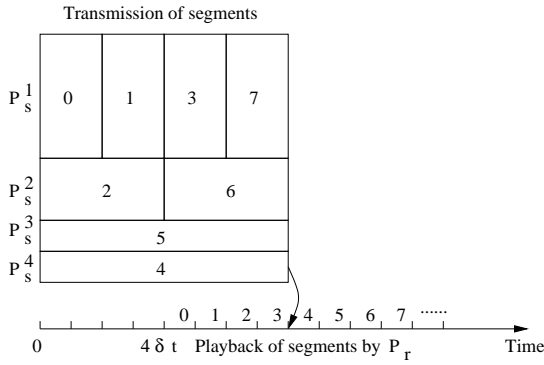 Transmission of segments
P_s^1 0 1 3 7
P_s^2 2 6
P_s^3 5
P_s^4 4
0 1 2 3 4 5 6 7 ······
0 4 δ t Playback of segments by P_r Time